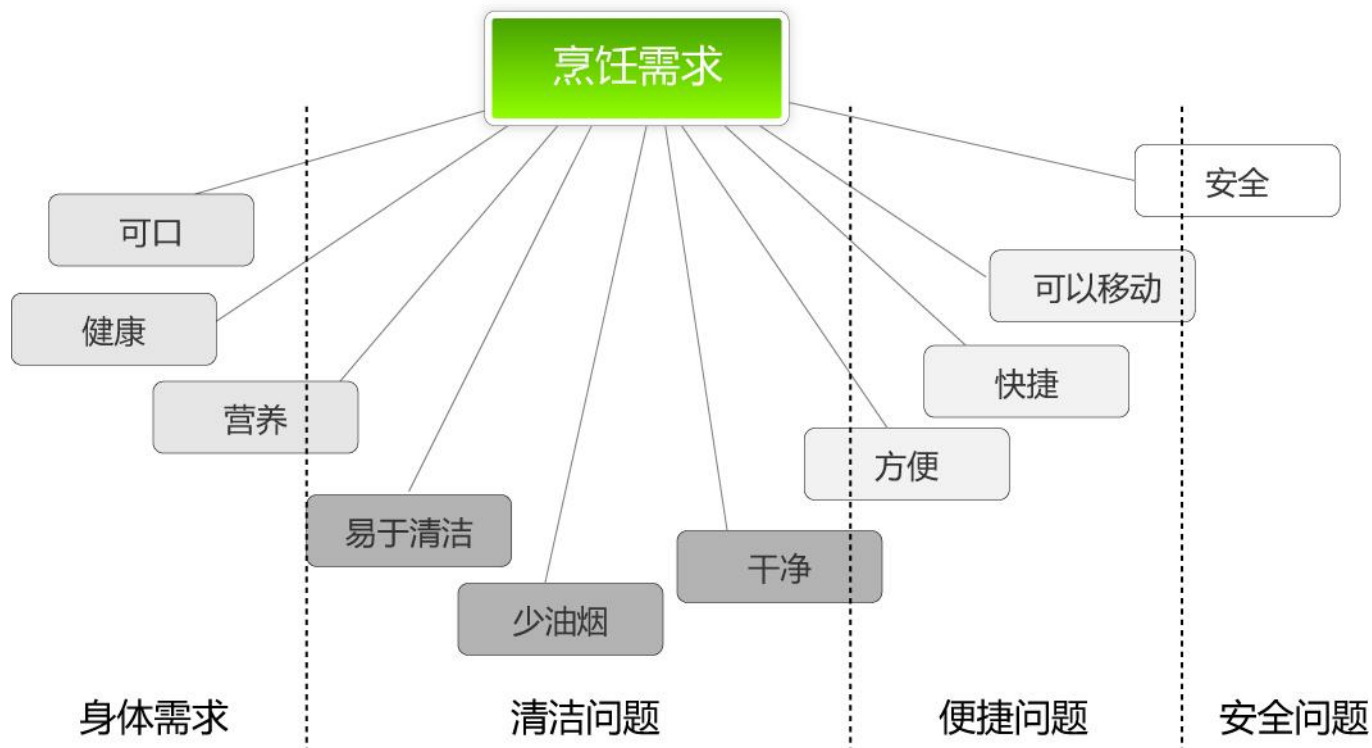 烹饪需求
可口
健康
营养
易于清洁
少油烟
干净
方便
快捷
可以移动
安全
身体需求
清洁问题
便捷问题
安全问题